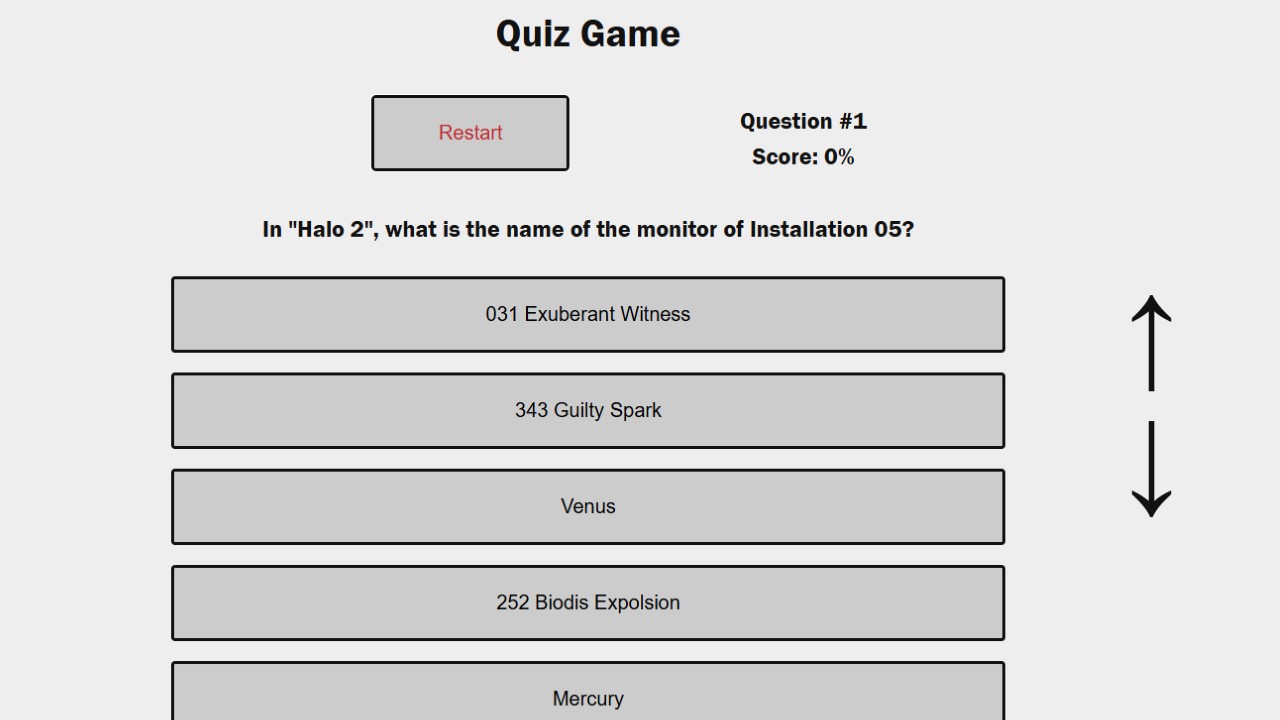 Quiz Game
Restart
Question #1
Score: 0%
In "Halo 2", what is the name of the monitor of Installation 05?
031 Exuberant Witness
343 Guilty Spark
Venus
252 Biodis Expolsion
Mercury